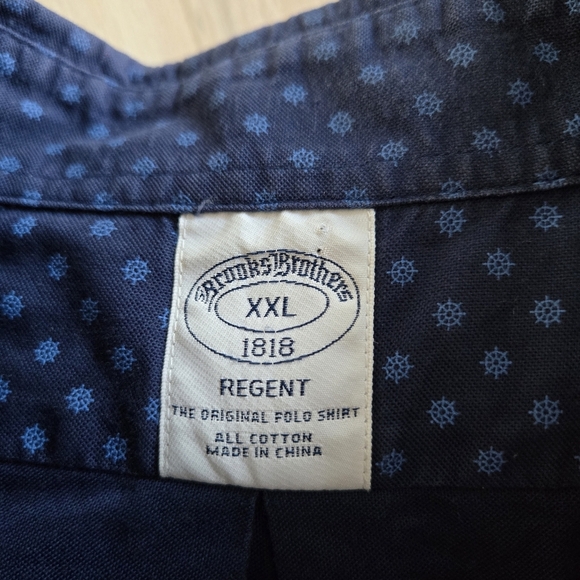 Brooks Brothers
XXL
1818
REGENT
THE ORIGINAL POLO SHIRT
ALL COTTON
MADE IN CHINA